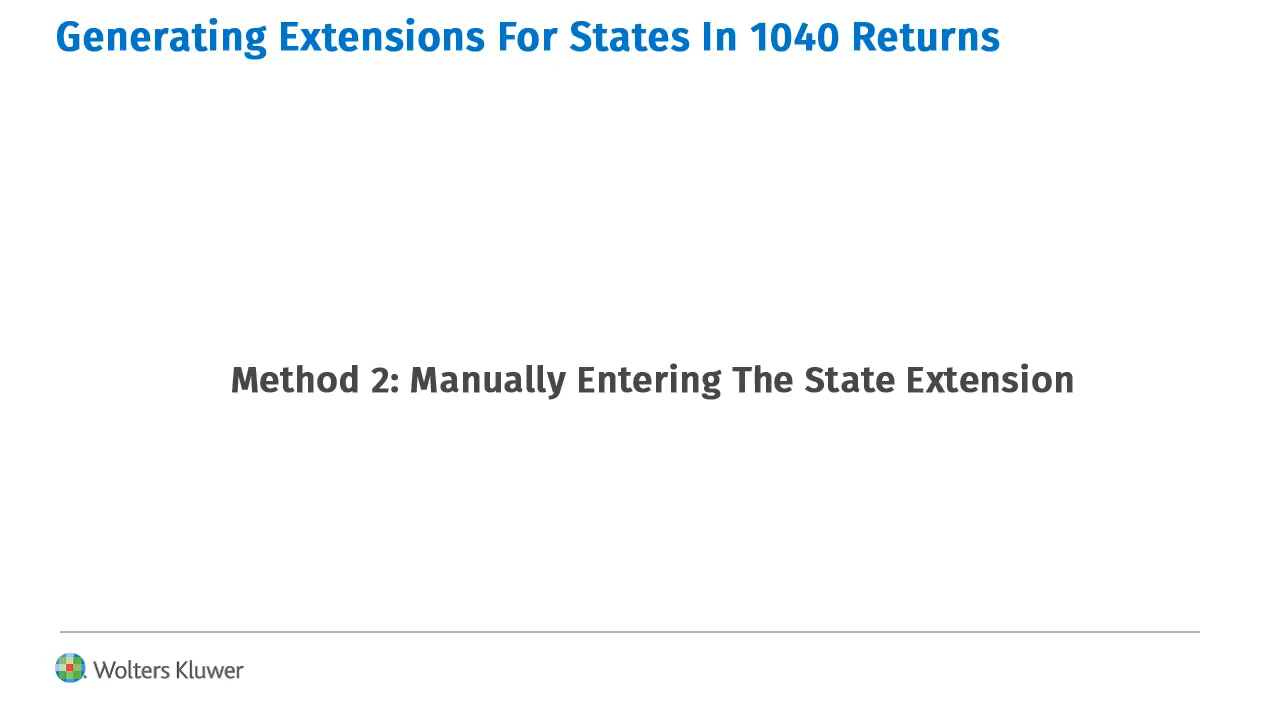 Generating Extensions For States In 1040 Returns
Method 2: Manually Entering The State Extension
Wolters Kluwer